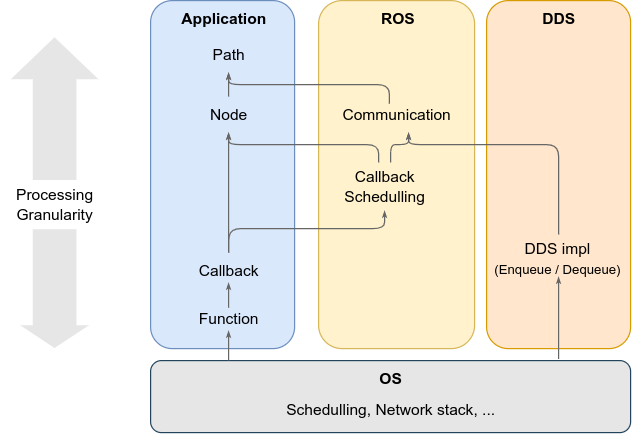 Application
ROS
DDS
Path
Node
Communication
Callback
Schedulling
Processing
Granularity
DDS impl
(Enqueue / Dequeue)
Callback
Function
OS
Schedulling, Network stack, ...